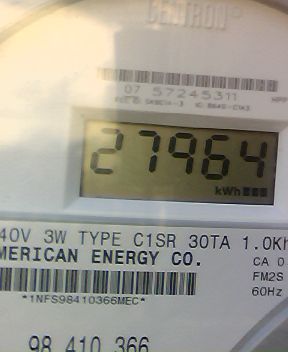 CENTRON®
07 57245311
27964
kWh
40V 3W TYPE C1SR 30TA 1.0Kh
MERICAN ENERGY CO.
CA 0
FM2S
*1NFS98410366MEC*
60Hz
98 410 366